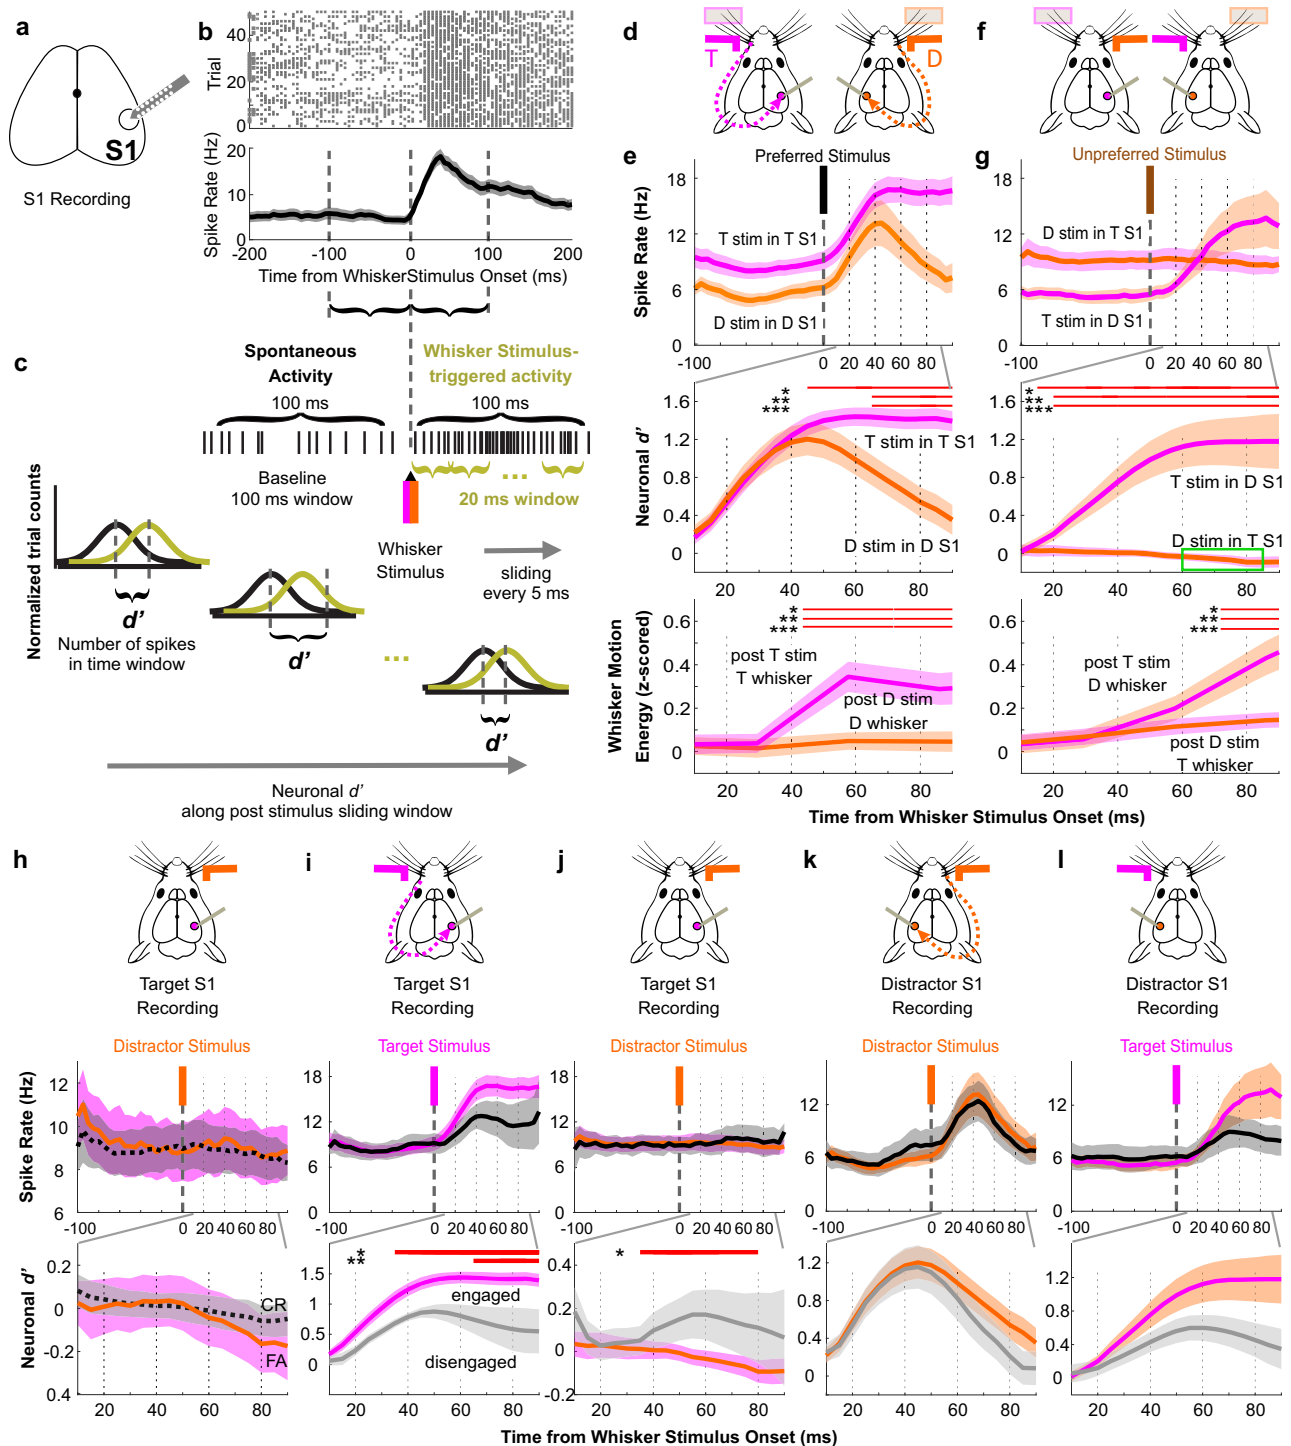 a
S1
S1 Recording
b
Trial
40
20
0
Spike Rate (Hz)
20
10
0
-200
-100
0
100
200
Time from WhiskerStimulus Onset (ms)
c
Spontaneous
Activity
100 ms
Whisker Stimulus-
triggered activity
100 ms
Baseline
100 ms window
...
20 ms window
Whisker
Stimulus
sliding
every 5 ms
Normalized trial counts
d’
Number of spikes
in time window
d’
...
d’
Neuronal d’
along post stimulus sliding window
d
T
D
f
e
Preferred Stimulus
Spike Rate (Hz)
18
12
6
0
T stim in T S1
D stim in D S1
-100
0
20
40
60
80
g
Unpreferred Stimulus
18
12
6
0
D stim in T S1
T stim in D S1
-100
0
20
40
60
80
Neuronal d’
1.6
1.2
0.8
0.4
0
*
**
***
T stim in T S1
D stim in D S1
20
40
60
80
1.6
1.2
0.8
0.4
0
*
**
***
T stim in D S1
D stim in T S1
20
40
60
80
Whisker Motion
Energy (z-scored)
0.6
0.4
0.2
0
*
**
***
post T stim
T whisker
post D stim
D whisker
20
40
60
80
0.6
0.4
0.2
0
*
**
***
post T stim
D whisker
post D stim
T whisker
20
40
60
80
Time from Whisker Stimulus Onset (ms)
h
Target S1
Recording
Distractor Stimulus
Spike Rate (Hz)
12
10
8
6
-100
0
20
40
60
80
Neuronal d’
0.2
0
-0.2
0.4
CR
FA
20
40
60
80
i
Target S1
Recording
Target Stimulus
18
12
6
0
-100
0
20
40
60
80
*
**
1.5
1
0.5
0
engaged
disengaged
20
40
60
80
j
Target S1
Recording
Distractor Stimulus
18
12
6
0
-100
0
20
40
60
80
*
0.4
0.2
0
-0.2
20
40
60
80
k
Distractor S1
Recording
Distractor Stimulus
12
6
0
-100
0
20
40
60
80
1.2
0.8
0.4
0
20
40
60
80
l
Distractor S1
Recording
Target Stimulus
18
12
6
0
-100
0
20
40
60
80
1.2
0.8
0.4
0
20
40
60
80
Time from Whisker Stimulus Onset (ms)